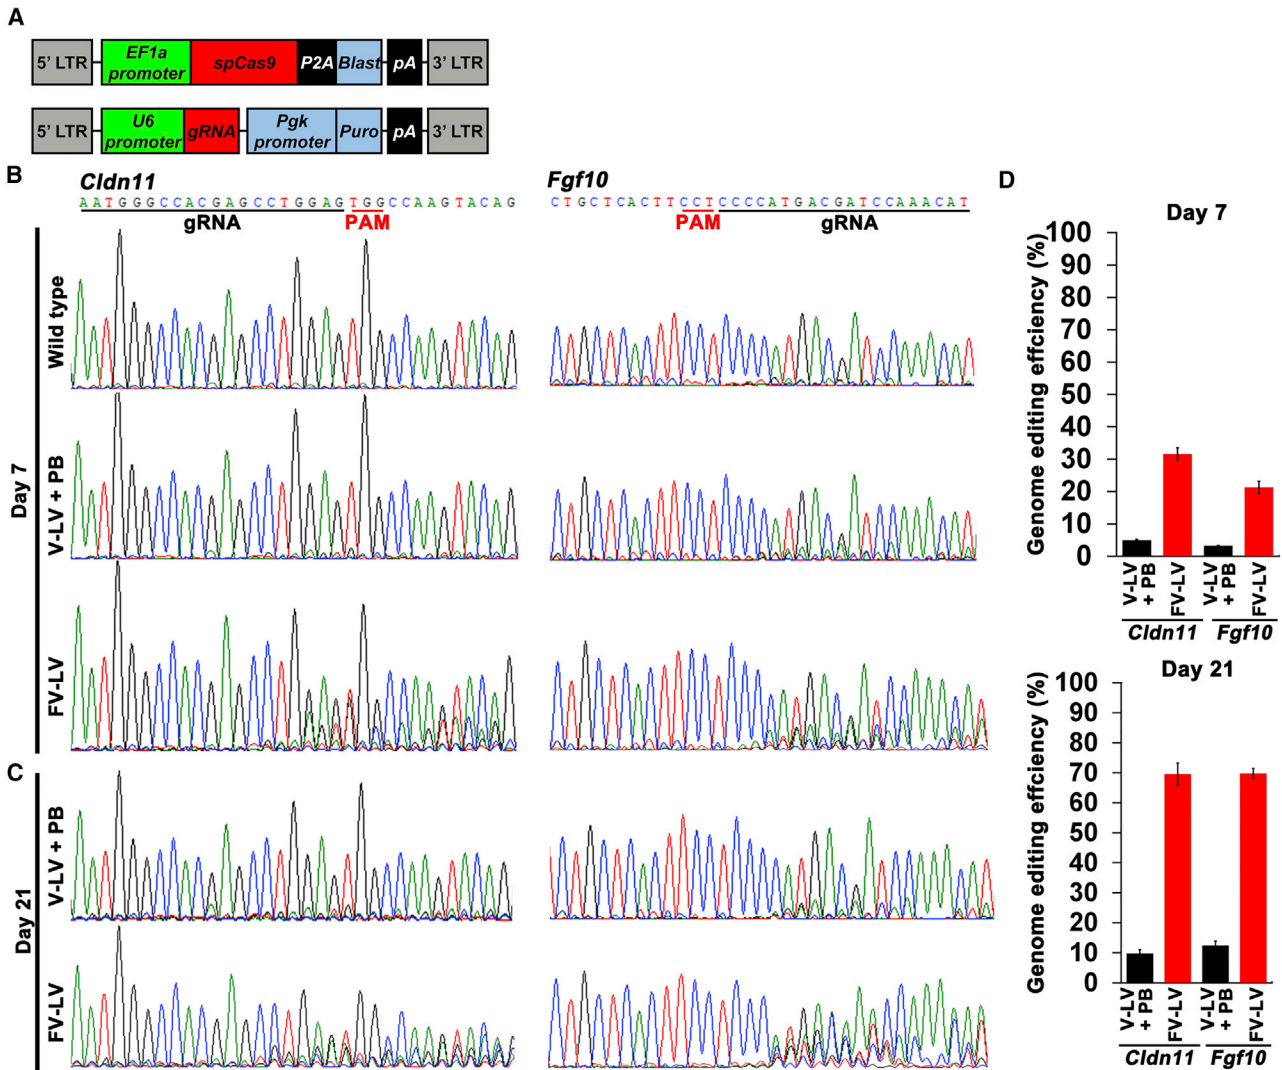 A
5' LTR
EF1a promoter
spCas9
P2A
Blast
pA
3' LTR
5' LTR
U6 promoter
gRNA
Pgk promoter
Puro
pA
3' LTR
B
Cldn11
AATGGGCCACGAGCCTGGAGTGGCCAAGTACAG
gRNA
PAM
Fgf10
CTGCTCACTTCCTCCCCATGACGATCCAAACAT
PAM
gRNA
Day 7
Wild type
V-LV + PB
FV-LV
C
Day 21
V-LV + PB
FV-LV
D
Day 7
Genome editing effciency (%)
100
90
80
70
60
50
40
30
20
10
0
V-LV + PB
FV-LV
V-LV + PB
FV-LV
Cldn11
Fgf10
Day 21
Genome editing effciency (%)
100
90
80
70
60
50
40
30
20
10
0
V-LV + PB
FV-LV
V-LV + PB
FV-LV
Cldn11
Fgf10